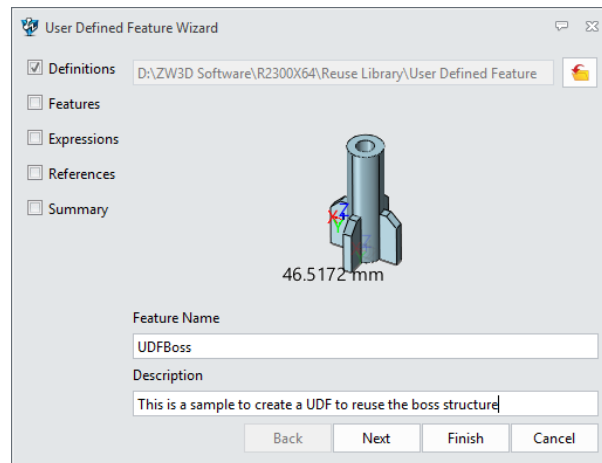 User Defined Feature Wizard
Definitions
D:\ZW3D Software\R2300X64\Reuse Library\User Defined Feature
Features
Expressions
References
Summary
Z
X
Y
Z
46.5172 mm
Feature Name
UDFBoss
Description
This is a sample to create a UDF to reuse the boss structure
Back Next Finish Cancel